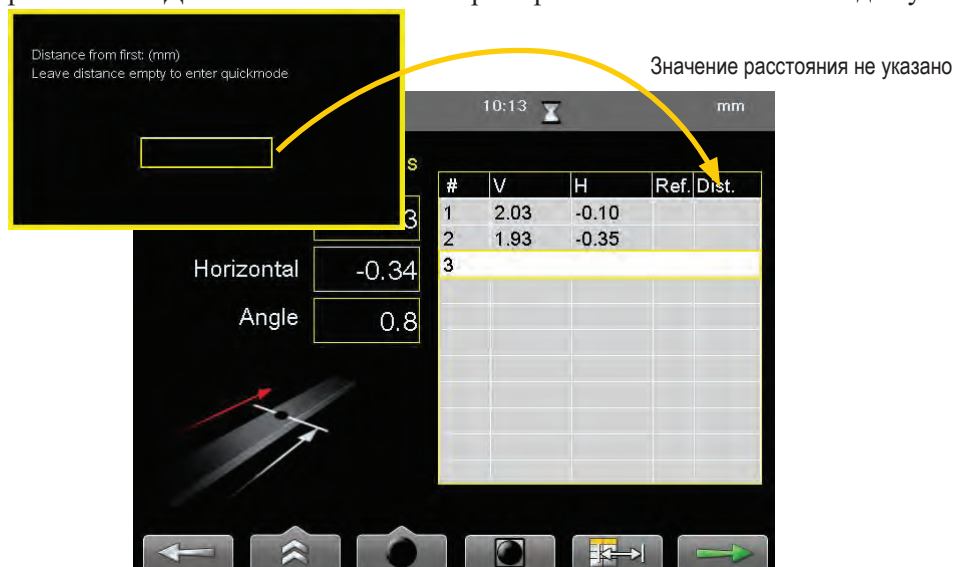 Distance from first: (mm)
Leave distance empty to enter quickmode
Значение расстояния не указано
10:13 mm
s
# V H Ref. Dist.
3
1 2.03 -0.10
2 1.93 -0.35
Horizontal -0.34
3
Angle 0.8